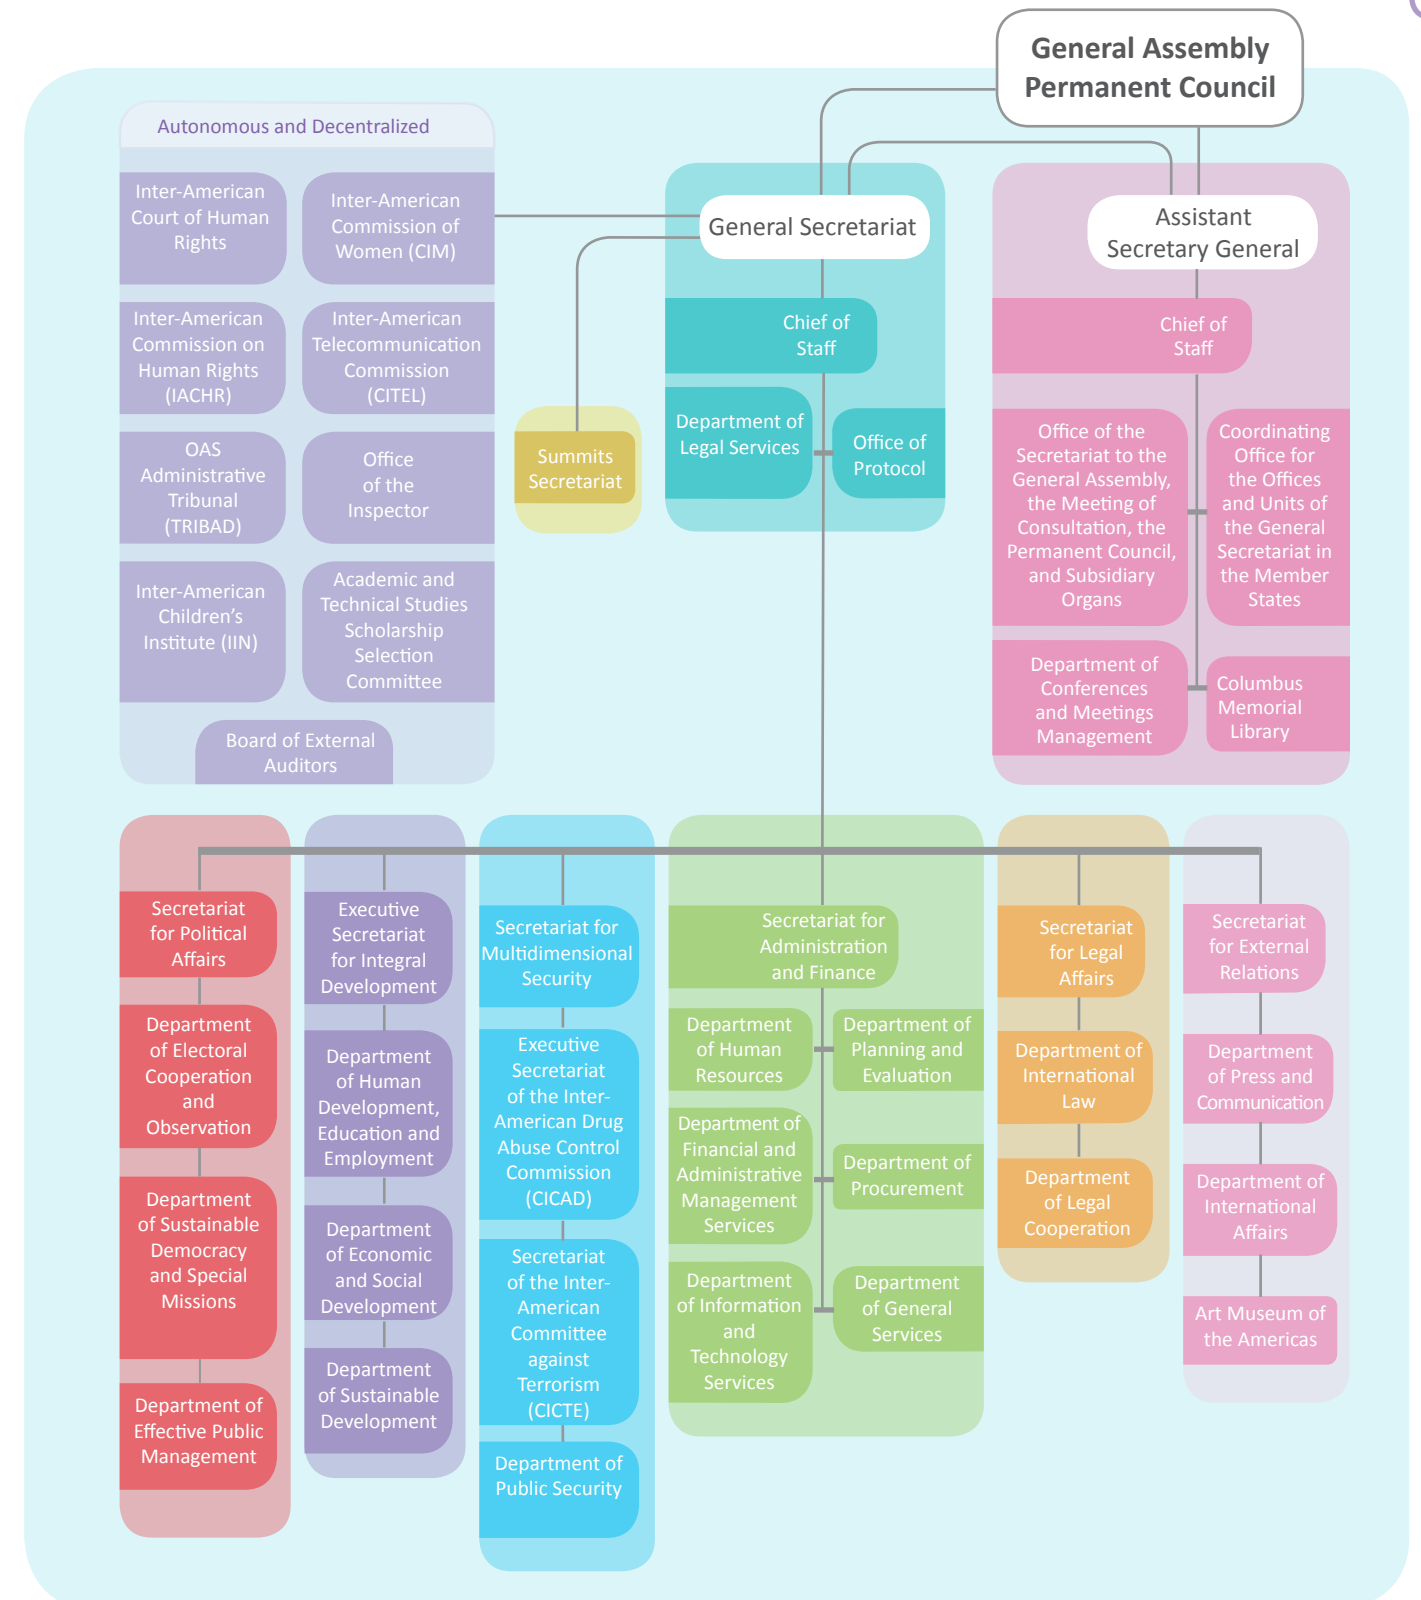 General Assembly
Permanent Council
Autonomous and Decentralized
Inter-American
Court of Human
Rights
Inter-American
Commission of
Women (CIM)
Inter-American
Commission on
Human Rights
(IACHR)
Inter-American
Telecommunication
Commission
(CITEL)
OAS
Administrative
Tribunal
(TRIBAD)
Office
of the
Inspector
Inter-American
Children's
Institute (IIN)
Academic and
Technical Studies
Scholarship
Selection
Committee
Board of External
Auditors
General Secretariat
Summits
Secretariat
Chief of
Staff
Department of
Legal Services
Office of
Protocol
Assistant
Secretary General
Chief of
Staff
Office of the
Secretariat to the
General Assembly,
the Meeting of
Consultation, the
Permanent Council,
and Subsidiary
Organs
Coordinating
Office for
the Offices
and Units of
the General
Secretariat in
the Member
States
Department of
Conferences
and Meetings
Management
Columbus
Memorial
Library
Secretariat
for Political
Affairs
Department
of Electoral
Cooperation
and
Observation
Department
of Sustainable
Democracy
and Special
Missions
Department of
Effective Public
Management
Executive
Secretariat
for Integral
Development
Department
of Human
Development,
Education and
Employment
Department
of Economic
and Social
Development
Department
of Sustainable
Development
Secretariat for
Multidimensional
Security
Executive
Secretariat
of the Inter-
American Drug
Abuse Control
Commission
(CICAD)
Secretariat
of the Inter-
American
Committee
against
Terrorism
(CICTE)
Department of
Public Security
Secretariat for
Administration
and Finance
Department
of Human
Resources
Department of
Planning and
Evaluation
Department of
Financial and
Administrative
Management
Services
Department of
Procurement
Department
of Information
and
Technology
Services
Department
of General
Services
Secretariat
for Legal
Affairs
Department of
International
Law
Department
of Legal
Cooperation
Secretariat
for External
Relations
Department
of Press and
Communication
Department of
International
Affairs
Art Museum of
the Americas